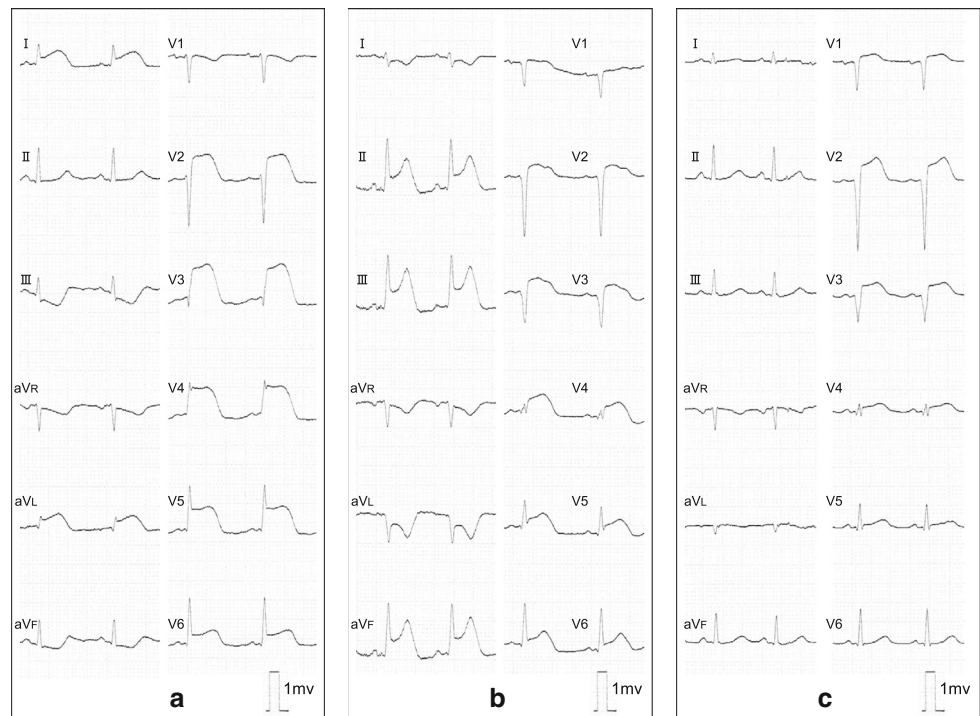 I V1
II V2
III V3
aVR V4
aVL V5
aVF V6
1mv
a
I V1
II V2
III V3
aVR V4
aVL V5
aVF V6
1mv
b
I V1
II V2
III V3
aVR V4
aVL V5
aVF V6
1mv
c